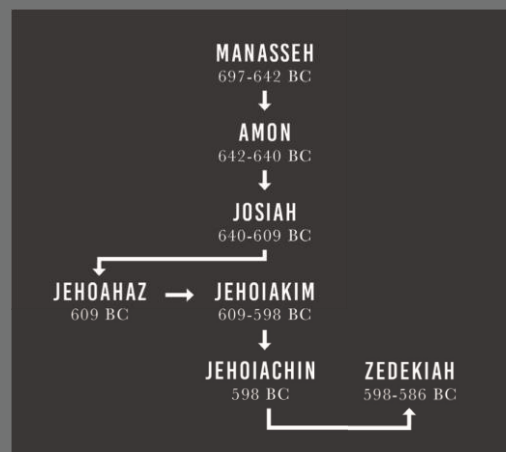 MANASSEH
697-642 BC
AMON
642-640 BC
JOSIAH
640-609 BC
JEHOAHAZ
609 BC
JEHOIAKIM
609-598 BC
JEHOIACHIN
598 BC
ZEDEKIAH
598-586 BC